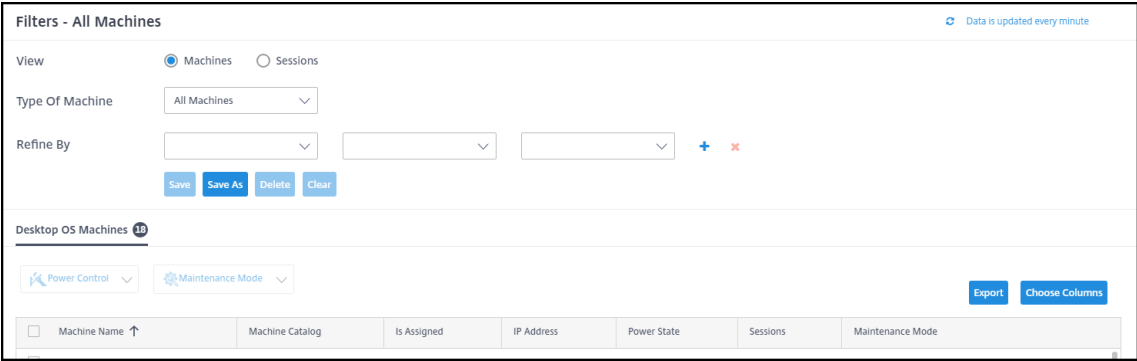 Filters - All Machines
Data is updated every minute
View
Machines
Sessions
Type Of Machine
All Machines
Refine By
Save
Save As
Delete
Clear
Desktop OS Machines 18
Power Control
Maintenance Mode
Export
Choose Columns
Machine Name
Machine Catalog
Is Assigned
IP Address
Power State
Sessions
Maintenance Mode